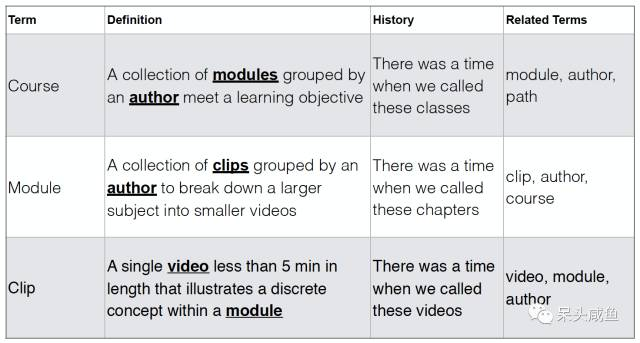 Term Definition History Related Terms
Course
A collection of modules grouped by
an author meet a learning objective
There was a time
when we called
these classes
module, author,
path
Module
A collection of clips grouped by an
author to break down a larger
subject into smaller videos
There was a time
when we called
these chapters
clip, author,
course
Clip
A single video less than 5 min in
length that illustrates a discrete
concept within a module
There was a time
when we called
these videos
video, module,
author
呆头咸鱼